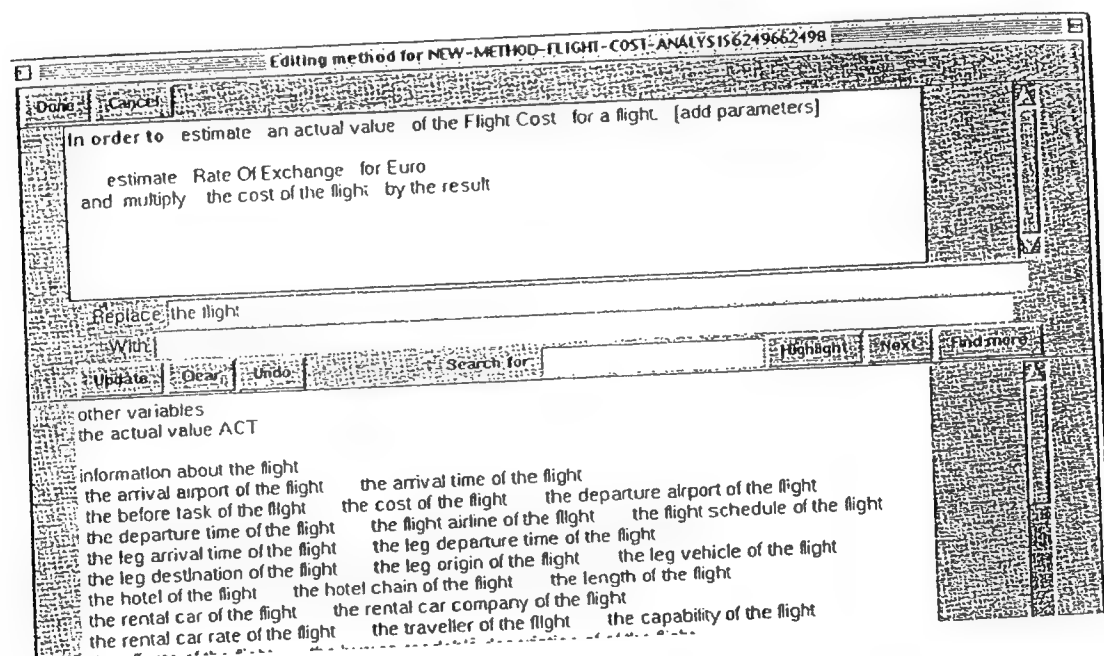 Editing method for NEW-METHOD-FLIGHT-COST-ANALYSIS6249662498
Done Cancel
In order to estimate an actual value of the Flight Cost for a flight. [add parameters]
estimate Rate Of Exchange for Euro
and multiply the cost of the flight by the result
Replace the flight
With
Update Clear Undo Search for Highlight Next Find more
other variables
the actual value ACT
information about the flight
the arrival airport of the flight the arrival time of the flight
the before task of the flight the cost of the flight the departure airport of the flight
the departure time of the flight the flight airline of the flight the flight schedule of the flight
the leg arrival time of the flight the leg departure time of the flight
the leg destination of the flight the leg origin of the flight the leg vehicle of the flight
the hotel of the flight the hotel chain of the flight the length of the flight
the rental car of the flight the rental car company of the flight
the rental car rate of the flight the traveller of the flight the capability of the flight